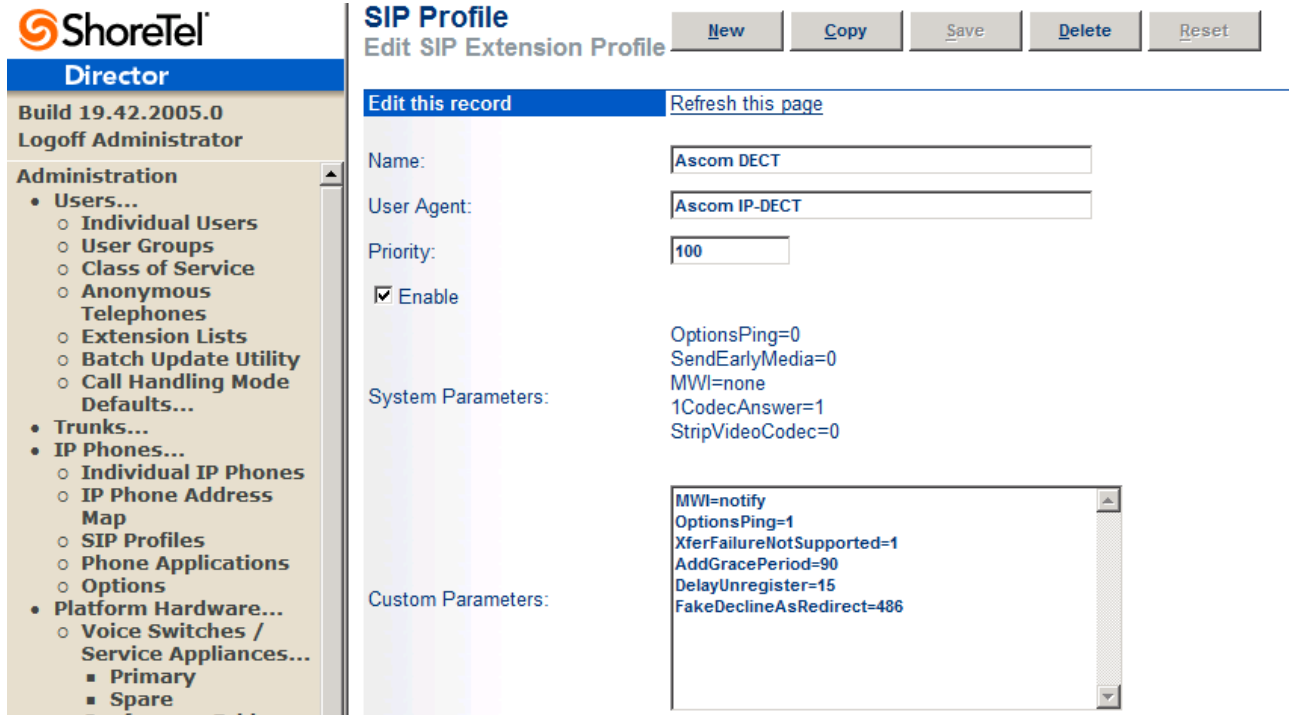 ShoreTel
Director
Build 19.42.2005.0
Logoff Administrator
Administration
Users...
Individual Users
User Groups
Class of Service
Anonymous
Telephones
Extension Lists
Batch Update Utility
Call Handling Mode
Defaults...
Trunks...
IP Phones...
Individual IP Phones
IP Phone Address
Map
SIP Profiles
Phone Applications
Options
Platform Hardware...
Voice Switches /
Service Appliances...
Primary
Spare
SIP Profile
Edit SIP Extension Profile
New Copy Save Delete Reset
Edit this record Refresh this page
Name: Ascom DECT
User Agent: Ascom IP-DECT
Priority: 100
Enable
System Parameters:
OptionsPing=0
SendEarlyMedia=0
MWI=none
1CodecAnswer=1
StripVideoCodec=0
Custom Parameters:
MWI=notify
OptionsPing=1
XferFailureNotSupported=1
AddGracePeriod=90
DelayUnregister=15
FakeDeclineAsRedirect=486